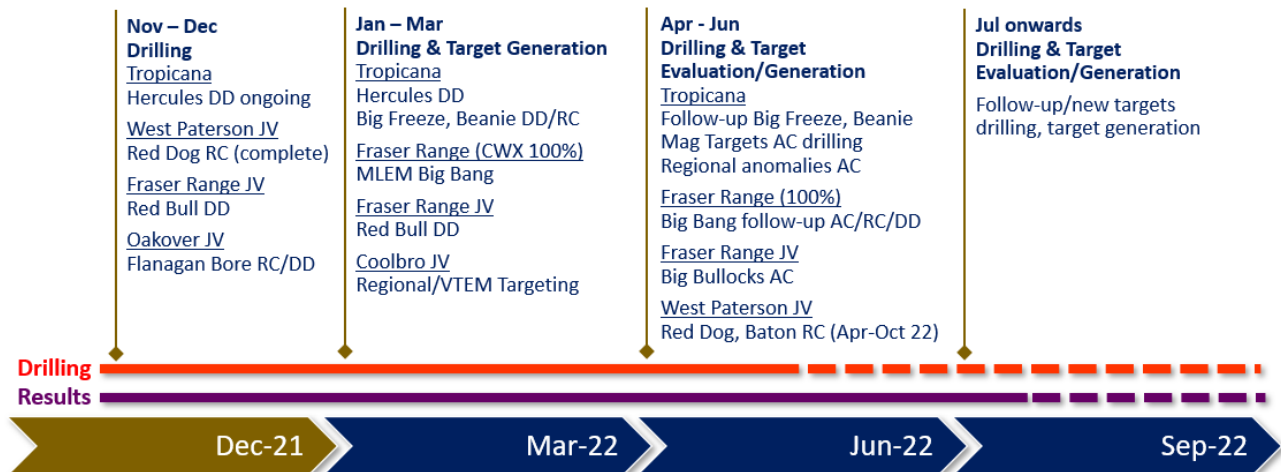 Nov – Dec
Drilling
Tropicana
Hercules DD ongoing
West Paterson JV
Red Dog RC (complete)
Fraser Range JV
Red Bull DD
Oakover JV
Flanagan Bore RC/DD
Jan – Mar
Drilling & Target Generation
Tropicana
Hercules DD
Big Freeze, Beanie DD/RC
Fraser Range (CWX 100%)
MLEM Big Bang
Fraser Range JV
Red Bull DD
Coolbro JV
Regional/VTEM Targeting
Apr - Jun
Drilling & Target
Evaluation/Generation
Tropicana
Follow-up Big Freeze, Beanie
Mag Targets AC drilling
Regional anomalies AC
Fraser Range (100%)
Big Bang follow-up AC/RC/DD
Fraser Range JV
Big Bullocks AC
West Paterson JV
Red Dog, Baton RC (Apr-Oct 22)
Jul onwards
Drilling & Target
Evaluation/Generation
Follow-up/new targets
drilling, target generation
Drilling
Results
Dec-21
Mar-22
Jun-22
Sep-22